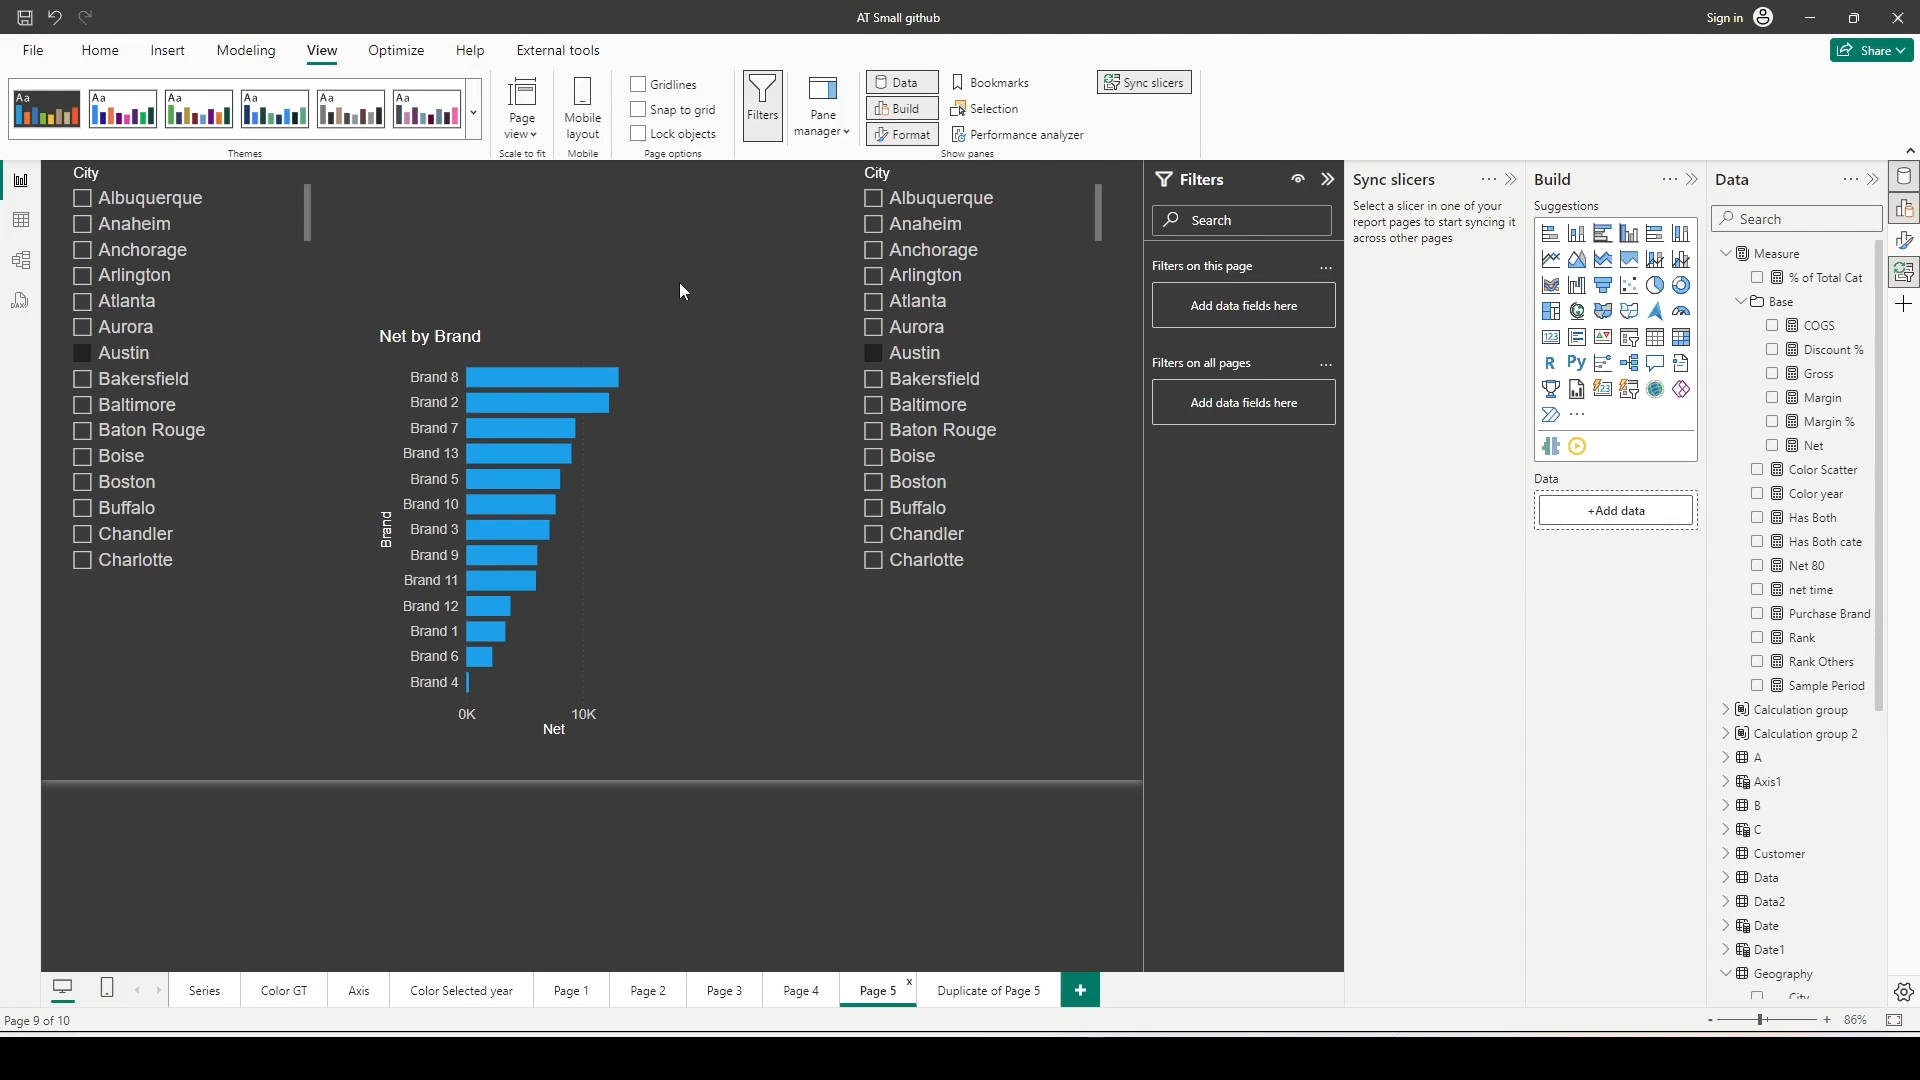 AT Small github
Sign in
File Home Insert Modeling View Optimize Help External tools
Share
Aa Aa Aa Aa Aa Aa
Themes
Page view
Scale to fit
Mobile layout
Mobile
Gridlines
Snap to grid
Lock objects
Page options
Filters
Pane manager
Data
Build
Format
Bookmarks
Selection
Performance analyzer
Sync slicers
Show panes
City
Albuquerque
Anaheim
Anchorage
Arlington
Atlanta
Aurora
Austin
Bakersfield
Baltimore
Baton Rouge
Boise
Boston
Buffalo
Chandler
Charlotte
Net by Brand
Brand
Brand 8
Brand 2
Brand 7
Brand 13
Brand 5
Brand 10
Brand 3
Brand 9
Brand 11
Brand 12
Brand 1
Brand 6
Brand 4
0K 10K
Net
City
Albuquerque
Anaheim
Anchorage
Arlington
Atlanta
Aurora
Austin
Bakersfield
Baltimore
Baton Rouge
Boise
Boston
Buffalo
Chandler
Charlotte
Filters
Search
Filters on this page
Add data fields here
Filters on all pages
Add data fields here
Sync slicers
Select a slicer in one of your
report pages to start syncing it
across other pages
Build
Suggestions
123
R Py
123
Data
+Add data
Data
Search
Measure
% of Total Cat
Base
COGS
Discount %
Gross
Margin
Margin %
Net
Color Scatter
Color year
Has Both
Has Both cate
Net 80
net time
Purchase Brand
Rank
Rank Others
Sample Period
Calculation group
Calculation group 2
A
Axis1
B
C
Customer
Data
Data2
Date
Date1
Geography
City
DAX
Series Color GT Axis Color Selected year Page 1 Page 2 Page 3 Page 4 Page 5 x Duplicate of Page 5 +
Page 9 of 10
- + 86%